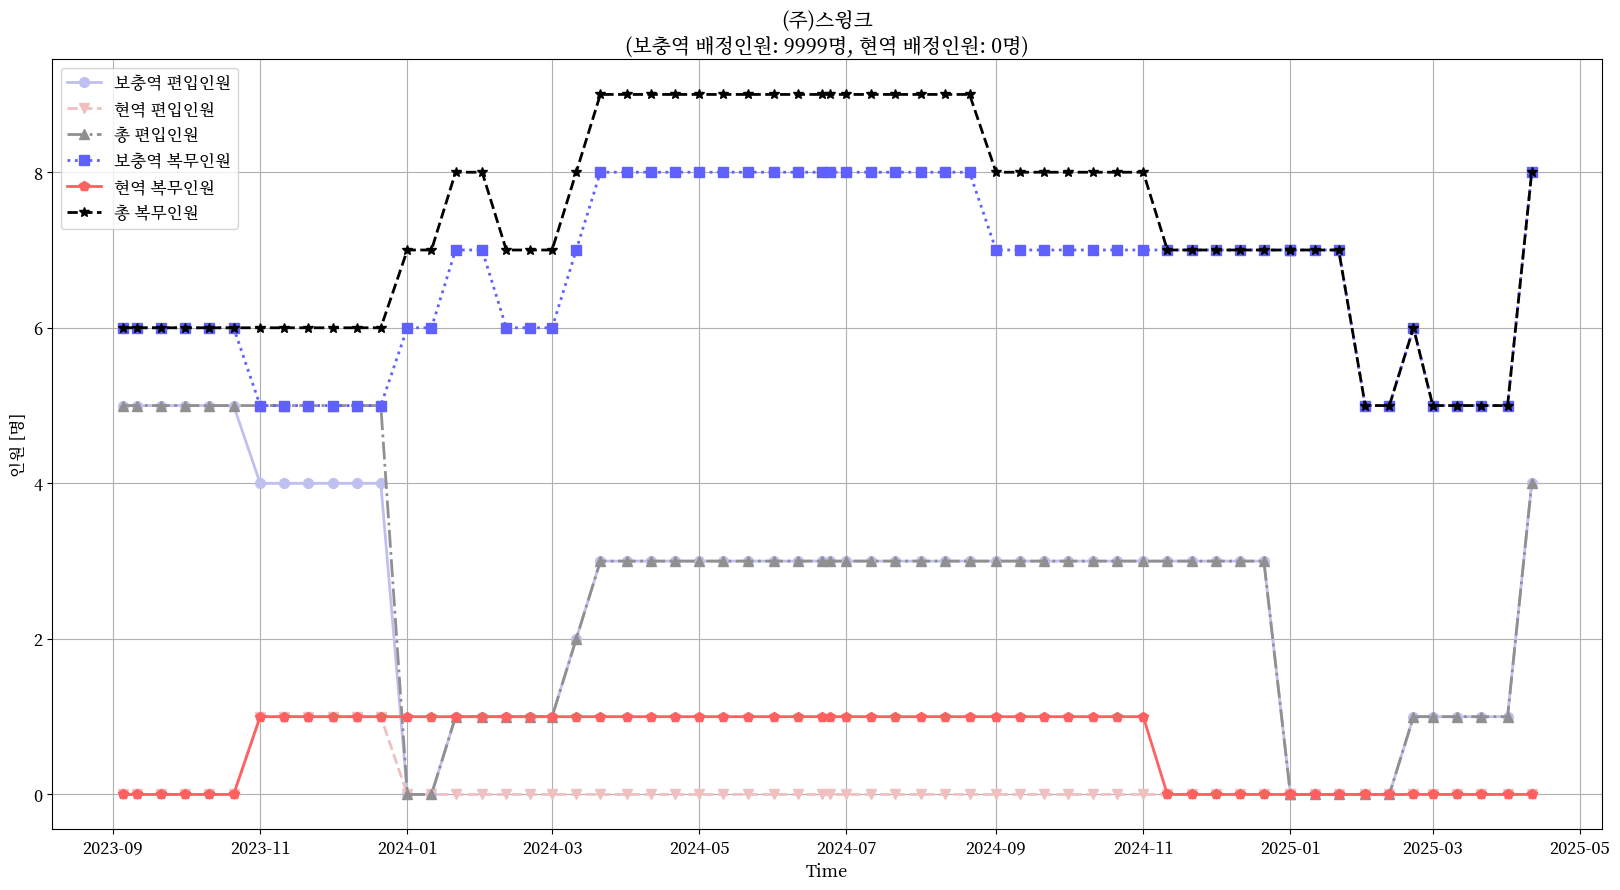 (주)스윙크
(보충역 배정인원: 9999명, 현역 배정인원: 0명)
보충역 편입인원
현역 편입인원
총 편입인원
보충역 복무인원
현역 복무인원
총 복무인원
인원 [명]
8
6
4
2
0
2023-09
2023-11
2024-01
2024-03
2024-05
2024-07
2024-09
2024-11
2025-01
2025-03
2025-05
Time